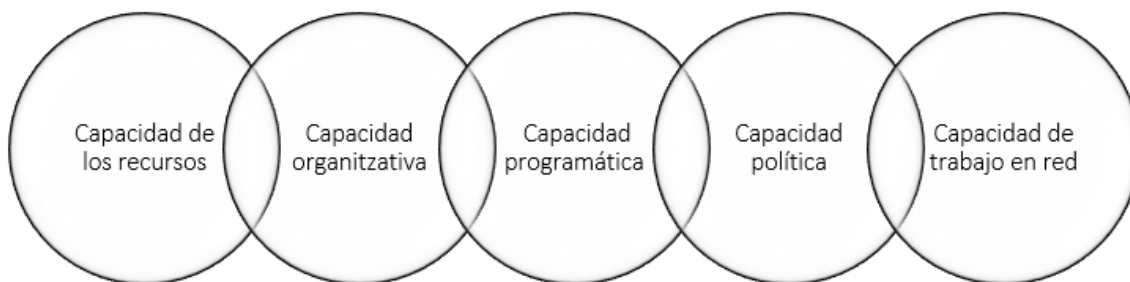 Capacidad de
los recursos
Capacidad
organitzativa
Capacidad
programática
Capacidad
política
Capacidad de
trabajo en red